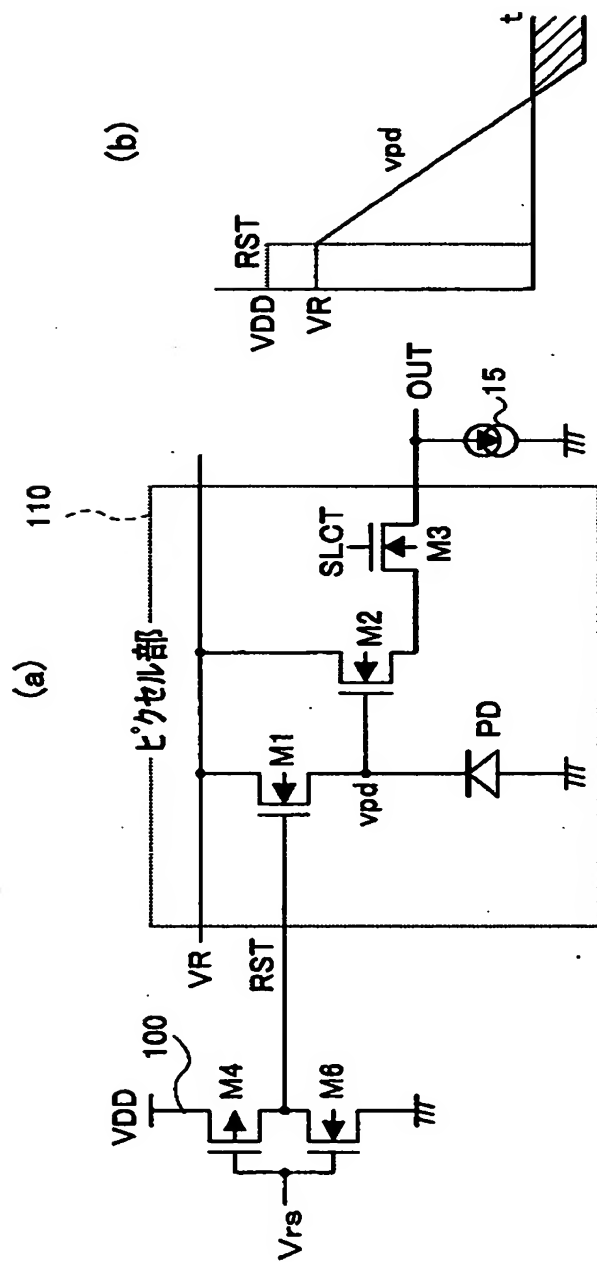 (a)
110
ピクセル部
VR
VDD
100
M4
RST
M1
M2
SLCT
M3
OUT
15
Vrs
M6
vpd
PD
(b)
VDD
RST
VR
vpd
t